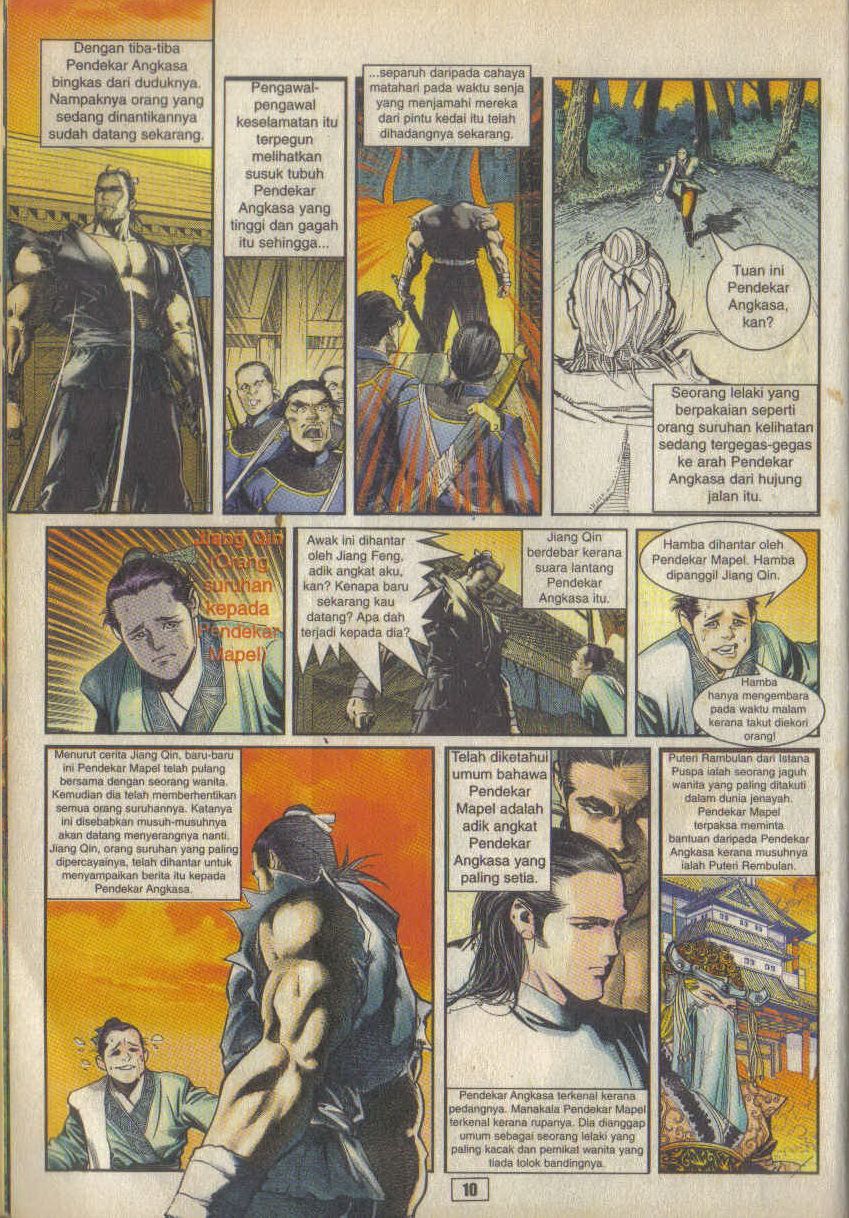 Dengan tiba-tiba
Pendekar Angkasa
bingkas dari duduknya.
Nampaknya orang yang
sedang dinantikannya
sudah datang sekarang.
Pengawal-
pengawal
keselamatan itu
terpegun
melihatkan
susuk tubuh
Pendekar
Angkasa yang
tinggi dan gagah
itu sehingga...
...separuh daripada cahaya
matahari pada waktu senja
yang menjamahi mereka
dari pintu kedai itu telah
dihadangnya sekarang.
Tuan ini
Pendekar
Angkasa,
kan?
Seorang lelaki yang
berpakaian seperti
orang suruhan kelihatan
sedang tergegas-gegas
ke arah Pendekar
Angkasa dari hujung
jalan itu.
Jiang Qin
(Orang
suruhan
kepada
Pendekar
Mapel)
Awak ini dihantar
oleh Jiang Feng,
adik angkat aku,
kan? Kenapa baru
sekarang kau
datang? Apa dah
terjadi kepada dia?
Jiang Qin
berdebar kerana
suara lantang
Pendekar
Angkasa itu.
Hamba dihantar oleh
Pendekar Mapel. Hamba
dipanggil Jiang Qin.
Hamba
hanya mengembara
pada waktu malam
kerana takut diekori
orang!
Menurut cerita Jiang Qin, baru-baru
ini Pendekar Mapel telah pulang
bersama dengan seorang wanita.
Kemudian dia telah memberhentikan
semua orang suruhannya. Katanya
ini disebabkan musuh-musuhnya
akan datang menyerangnya nanti.
Jiang Qin, orang suruhan yang paling
dipercayainya, telah dihantar untuk
menyampaikan berita itu kepada
Pendekar Angkasa.
Telah diketahui
umum bahawa
Pendekar
Mapel adalah
adik angkat
Pendekar
Angkasa yang
paling setia.
Pendekar Angkasa terkenal kerana
pedangnya. Manakala Pendekar Mapel
terkenal kerana rupanya. Dia dianggap
umum sebagai seorang lelaki yang
paling kacak dan pemikat wanita yang
tiada tolok bandingnya.
Puteri Rambulan dari Istana
Puspa ialah seorang jaguh
wanita yang paling ditakuti
dalam dunia jenayah.
Pendekar Mapel
terpaksa meminta
bantuan daripada Pendekar
Angkasa kerana musuhnya
ialah Puteri Rembulan.
10